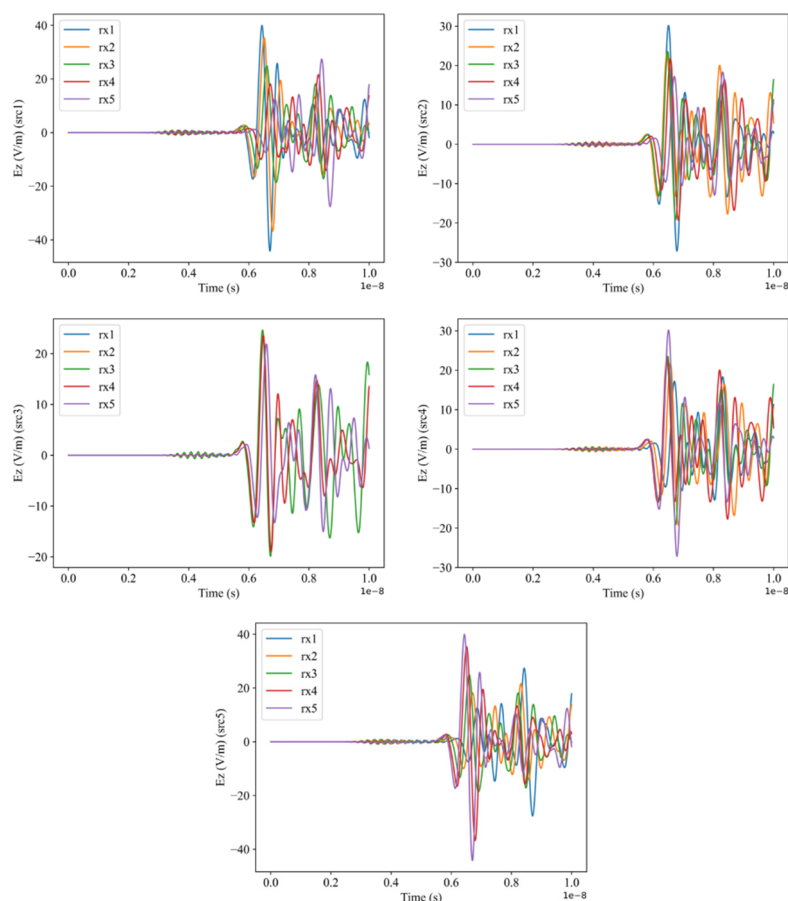 40
20
0
−20
−40
Ez (V/m) (src1)
rx1
rx2
rx3
rx4
rx5
0.0 0.2 0.4 0.6 0.8 1.0
Time (s)
1e−8
30
20
10
0
−10
−20
−30
Ez (V/m) (src2)
rx1
rx2
rx3
rx4
rx5
0.0 0.2 0.4 0.6 0.8 1.0
Time (s)
1e−8
20
10
0
−10
−20
Ez (V/m) (src3)
rx1
rx2
rx3
rx4
rx5
0.0 0.2 0.4 0.6 0.8 1.0
Time (s)
1e−8
30
20
10
0
−10
−20
−30
Ez (V/m) (src4)
rx1
rx2
rx3
rx4
rx5
0.0 0.2 0.4 0.6 0.8 1.0
Time (s)
1e−8
40
20
0
−20
−40
Ez (V/m) (src5)
rx1
rx2
rx3
rx4
rx5
0.0 0.2 0.4 0.6 0.8 1.0
Time (s)
1e−8